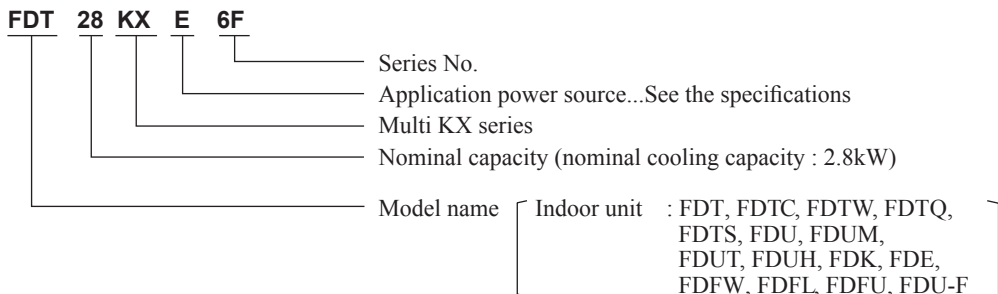 FDT 28 KX E 6F
Series No.
Application power source...See the specifications
Multi KX series
Nominal capacity (nominal cooling capacity : 2.8kW)
Model name Indoor unit : FDT, FDTC, FDTW, FDTQ,
FDTS, FDU, FDUM,
FDUT, FDUH, FDK, FDE,
FDFW, FDFL, FDFU, FDU-F